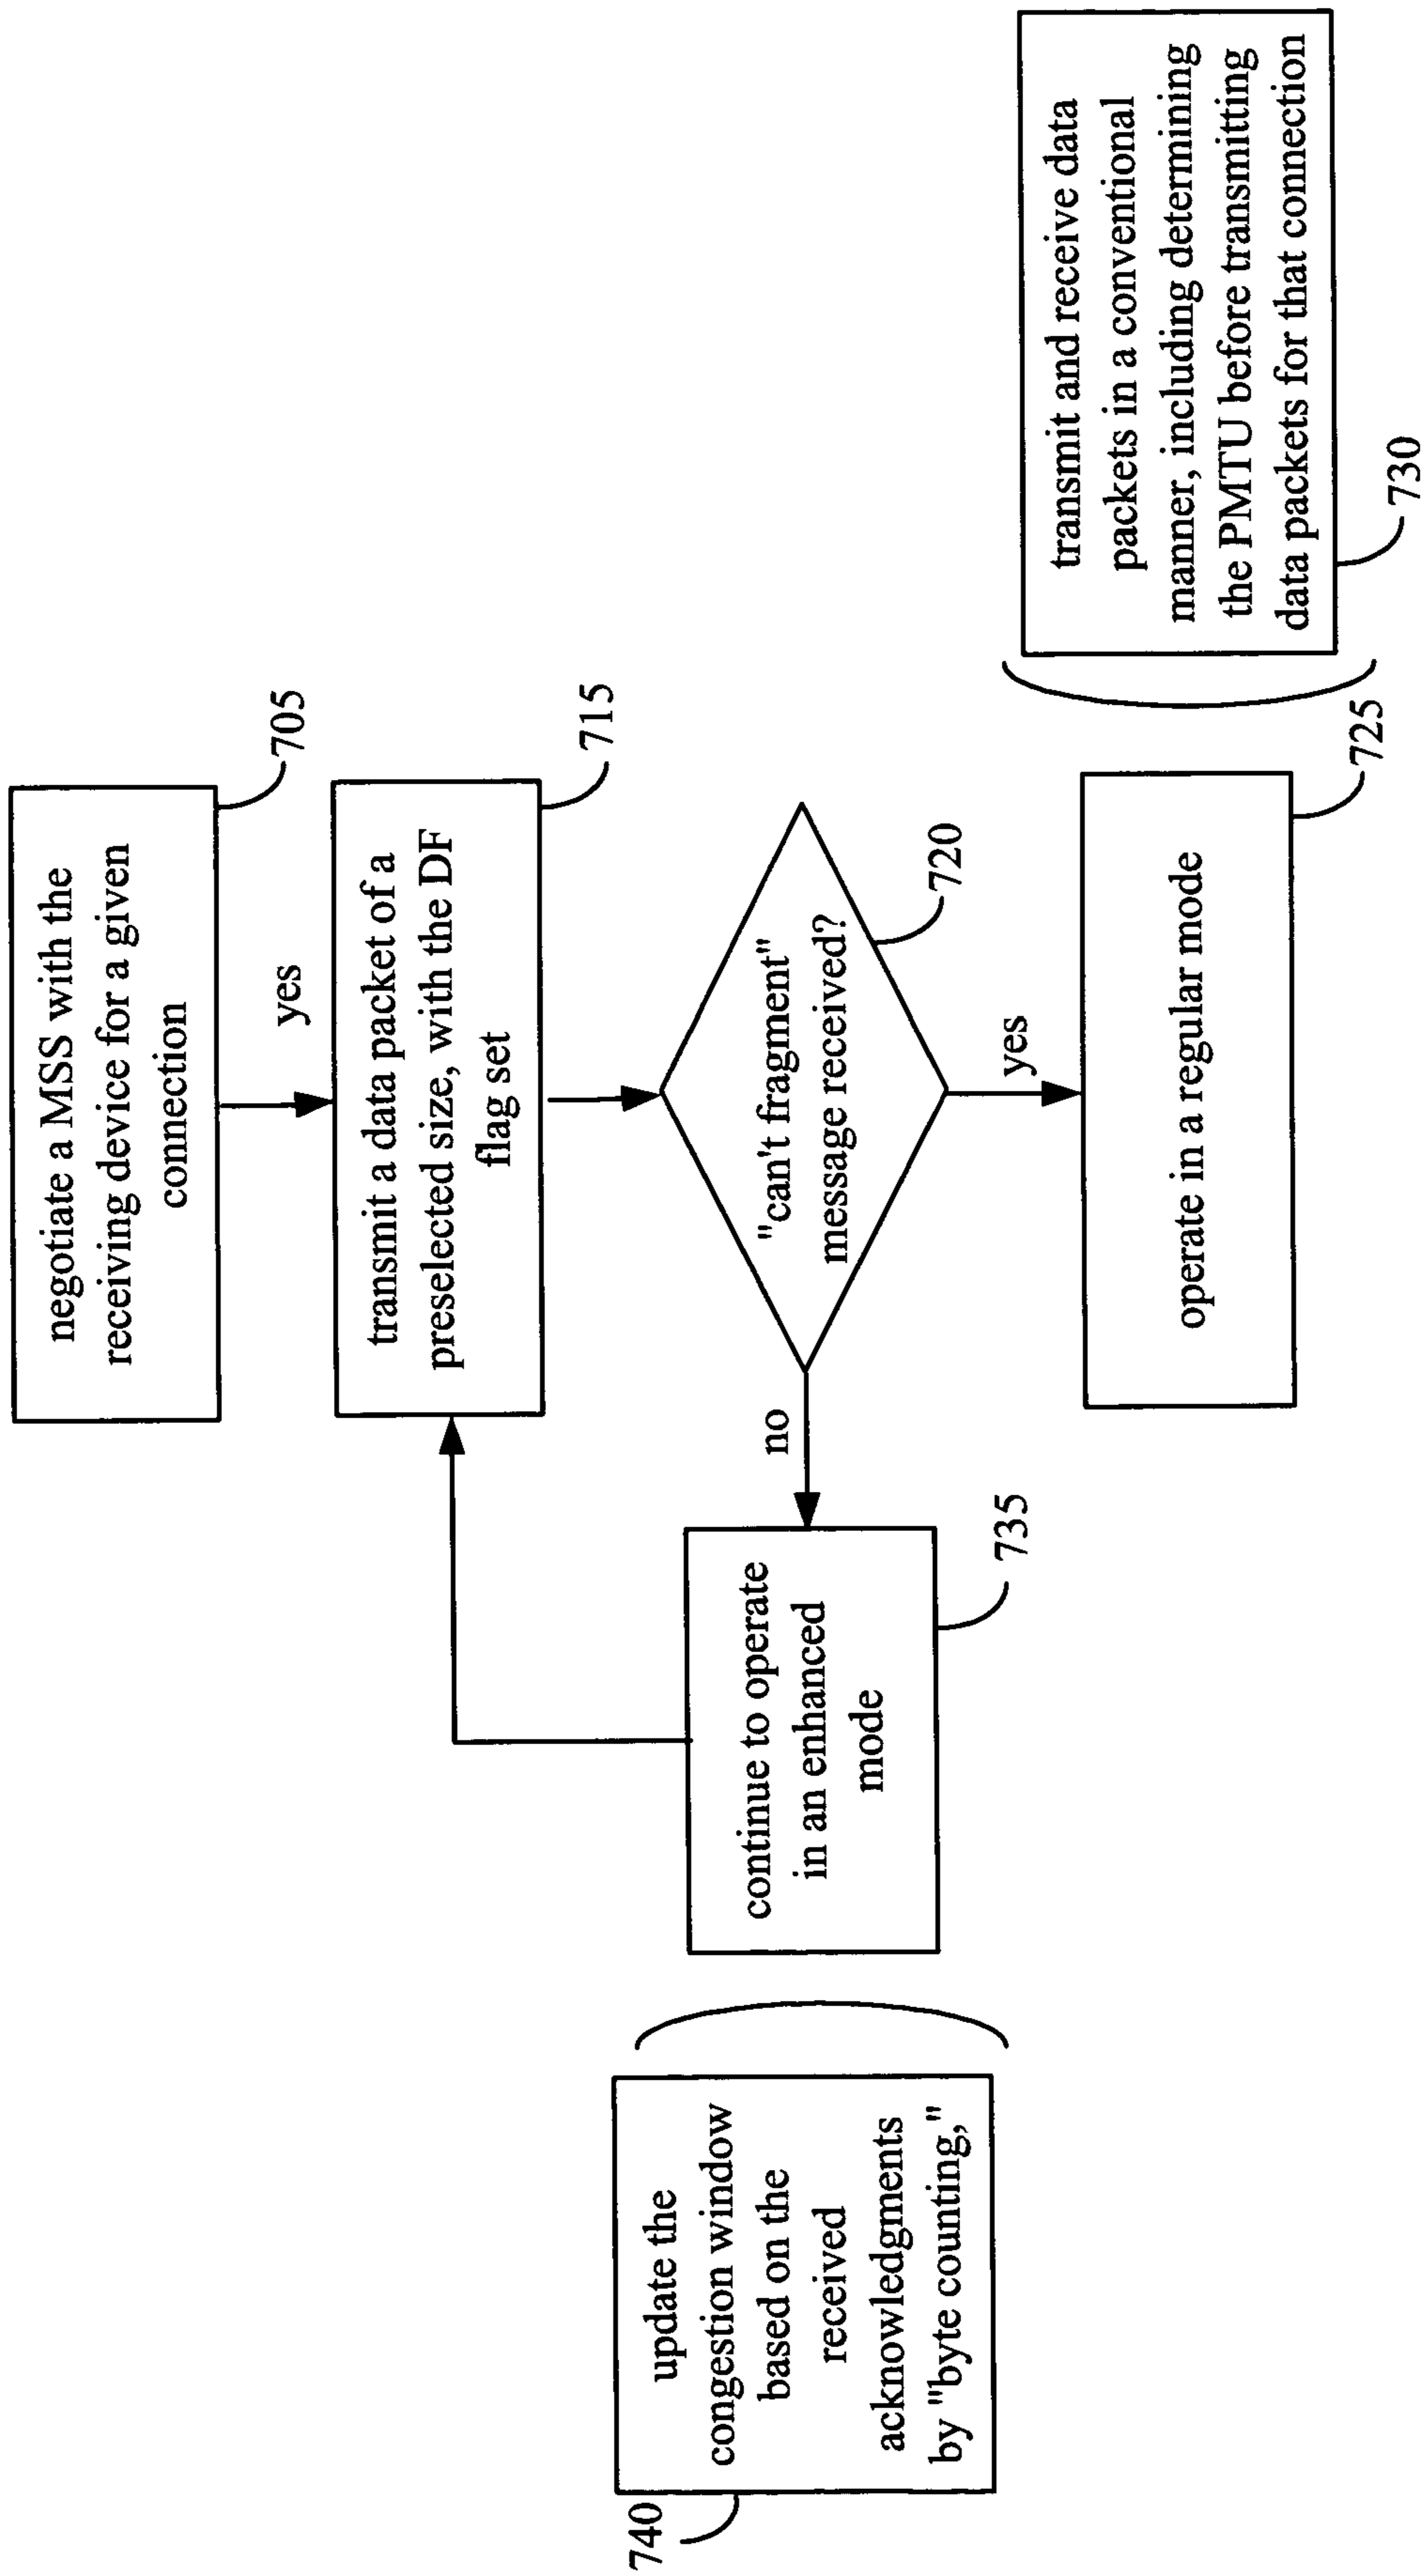 negotiate a MSS with the
receiving device for a given
connection
705
yes
transmit a data packet of a
preselected size, with the DF
flag set
715
"can't fragment"
message received?
720
no
yes
continue to operate
in an enhanced
mode
735
update the
congestion window
based on the
received
acknowledgments
by "byte counting,"
740
operate in a regular mode
725
transmit and receive data
packets in a conventional
manner, including determining
the PMTU before transmitting
data packets for that connection
730